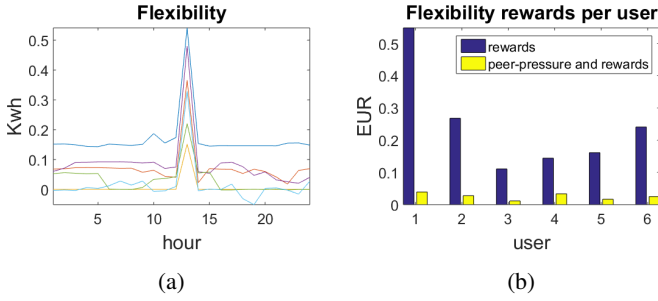 Flexibility
0.5
0.4
0.3
0.2
0.1
0
Kwh
5
10
15
20
hour
(a)
Flexibility rewards per user
rewards
peer-pressure and rewards
0.5
0.4
0.3
0.2
0.1
0
EUR
1
2
3
4
5
6
user
(b)